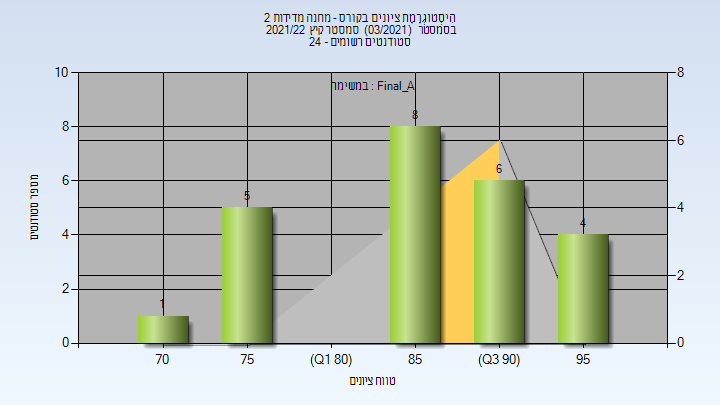 היסטוגרמת ציונים בקורס - מחנה מדידות 2
בסמסטר (03/2021) סמסטר קיץ 2021/22
סטודנטים רשומים - 24
במשימה : Final_A
מספר סטודנטים
10
8
6
4
2
0
8
6
4
2
0
1
5
8
6
4
70
75
(Q1 80)
85
(Q3 90)
95
טווח ציונים